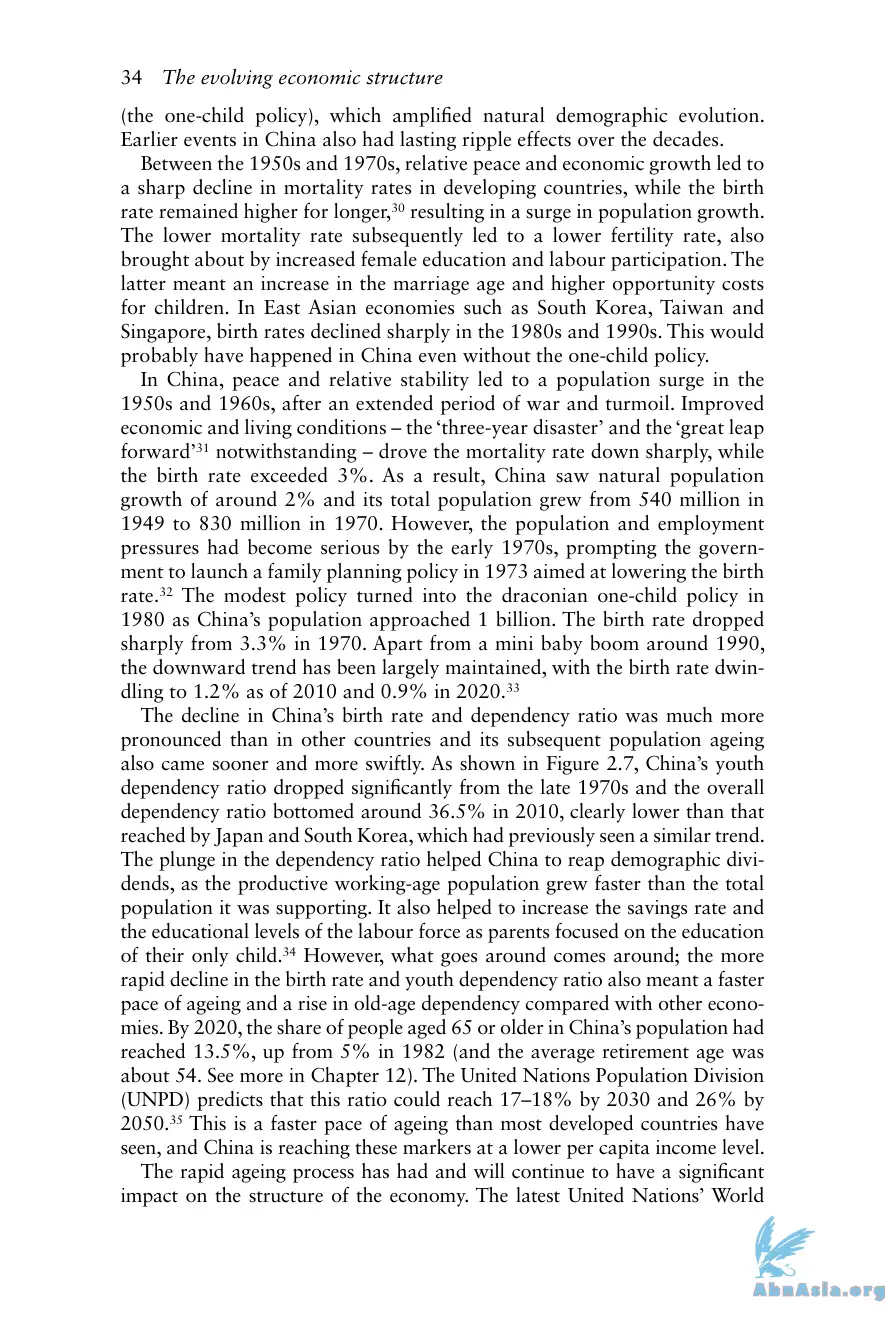 34 The evolving economic structure
(the one-child policy), which amplified natural demographic evolution.
Earlier events in China also had lasting ripple effects over the decades.
Between the 1950s and 1970s, relative peace and economic growth led to
a sharp decline in mortality rates in developing countries, while the birth
rate remained higher for longer,³⁰ resulting in a surge in population growth.
The lower mortality rate subsequently led to a lower fertility rate, also
brought about by increased female education and labour participation. The
latter meant an increase in the marriage age and higher opportunity costs
for children. In East Asian economies such as South Korea, Taiwan and
Singapore, birth rates declined sharply in the 1980s and 1990s. This would
probably have happened in China even without the one-child policy.
In China, peace and relative stability led to a population surge in the
1950s and 1960s, after an extended period of war and turmoil. Improved
economic and living conditions – the ‘three-year disaster’ and the ‘great leap
forward’³¹ notwithstanding – drove the mortality rate down sharply, while
the birth rate exceeded 3%. As a result, China saw natural population
growth of around 2% and its total population grew from 540 million in
1949 to 830 million in 1970. However, the population and employment
pressures had become serious by the early 1970s, prompting the govern-
ment to launch a family planning policy in 1973 aimed at lowering the birth
rate.³² The modest policy turned into the draconian one-child policy in
1980 as China’s population approached 1 billion. The birth rate dropped
sharply from 3.3% in 1970. Apart from a mini baby boom around 1990,
the downward trend has been largely maintained, with the birth rate dwin-
dling to 1.2% as of 2010 and 0.9% in 2020.³³
The decline in China’s birth rate and dependency ratio was much more
pronounced than in other countries and its subsequent population ageing
also came sooner and more swiftly. As shown in Figure 2.7, China’s youth
dependency ratio dropped significantly from the late 1970s and the overall
dependency ratio bottomed around 36.5% in 2010, clearly lower than that
reached by Japan and South Korea, which had previously seen a similar trend.
The plunge in the dependency ratio helped China to reap demographic divi-
dends, as the productive working-age population grew faster than the total
population it was supporting. It also helped to increase the savings rate and
the educational levels of the labour force as parents focused on the education
of their only child.³⁴ However, what goes around comes around; the more
rapid decline in the birth rate and youth dependency ratio also meant a faster
pace of ageing and a rise in old-age dependency compared with other econo-
mies. By 2020, the share of people aged 65 or older in China’s population had
reached 13.5%, up from 5% in 1982 (and the average retirement age was
about 54. See more in Chapter 12). The United Nations Population Division
(UNPD) predicts that this ratio could reach 17–18% by 2030 and 26% by
2050.³⁵ This is a faster pace of ageing than most developed countries have
seen, and China is reaching these markers at a lower per capita income level.
The rapid ageing process has had and will continue to have a significant
impact on the structure of the economy. The latest United Nations’ World
AbnAsia.org